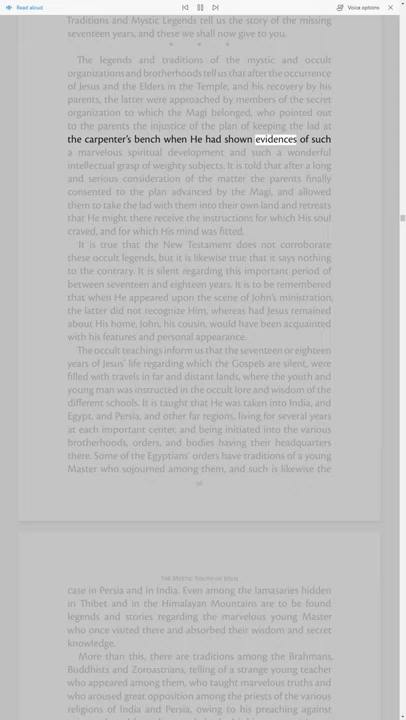 Read aloud
Voice options
Traditions and Mystic Legends tell us the story of the missing
seventeen years, and these we shall now give to you.
* * *
The legends and traditions of the mystic and occult
organizations and brotherhoods tell us that after the occurrence
of Jesus and the Elders in the Temple, and his recovery by his
parents, the latter were approached by members of the secret
organization to which the Magi belonged, who pointed out
to the parents the injustice of the plan of keeping the lad at
the carpenter's bench when He had shown evidences of such
a marvelous spiritual development and such a wonderful
intellectual grasp of weighty subjects. It is told that after a long
and serious consideration of the matter the parents finally
consented to the plan advanced by the Magi, and allowed
them to take the lad with them into their own land and retreats
that He might there receive the instructions for which His soul
craved, and for which His mind was fitted.
It is true that the New Testament does not corroborate
these occult legends, but it is likewise true that it says nothing
to the contrary. It is silent regarding this important period of
between seventeen and eighteen years. It is to be remembered
that when He appeared upon the scene of John's ministration,
the latter did not recognize Him, whereas had Jesus remained
about His home, John, his cousin, would have been acquainted
with his features and personal appearance.
The occult teachings inform us that the seventeen or eighteen
years of Jesus' life regarding which the Gospels are silent, were
filled with travels in far and distant lands, where the youth and
young man was instructed in the occult lore and wisdom of the
different schools. It is taught that He was taken into India, and
Egypt, and Persia, and other far regions, living for several years
at each important center, and being initiated into the various
brotherhoods, orders, and bodies having their headquarters
there. Some of the Egyptians' orders have traditions of a young
Master who sojourned among them, and such is likewise the
The Mystic Youth of Jesus
case in Persia and in India. Even among the lamasaries hidden
in Thibet and in the Himalayan Mountains are to be found
legends and stories regarding the marvelous young Master
who once visited there and absorbed their wisdom and secret
knowledge.
More than this, there are traditions among the Brahmans,
Buddhists and Zoroastrians, telling of a strange young teacher
who appeared among them, who taught marvelous truths and
who aroused great opposition among the priests of the various
religions of India and Persia, owing to his preaching against